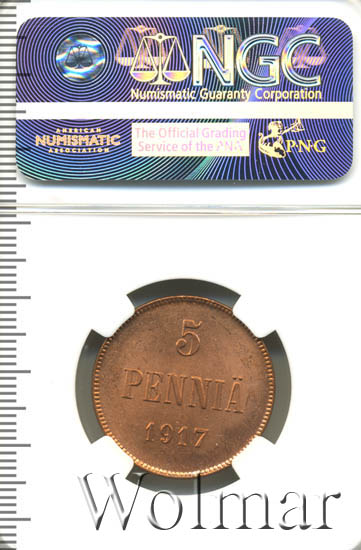 NGC
Numismatic Guaranty Corporation
AMERICAN
NUMISMATIC
ASSOCIATION
The Official Grading
Service of the PNG
PNG
5
PENNIÄ
1917
Wolmar